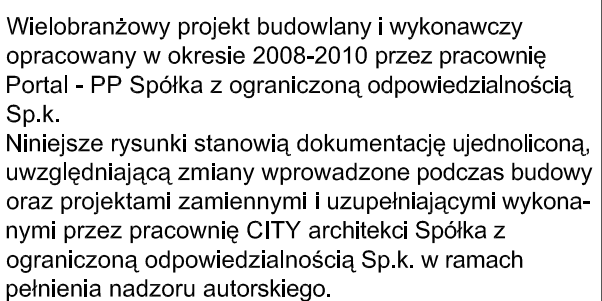 Wielobranżowy projekt budowlany i wykonawczy
opracowany w okresie 2008-2010 przez pracownię
Portal - PP Spółka z ograniczoną odpowiedzialnością
Sp.k.
Niniejsze rysunki stanowią dokumentację ujednoliconą,
uwzględniającą zmiany wprowadzone podczas budowy
oraz projektami zamiennymi i uzupełniającymi wykona-
nymi przez pracownię CITY architekci Spółka z
ograniczoną odpowiedzialnością Sp.k. w ramach
pełnienia nadzoru autorskiego.